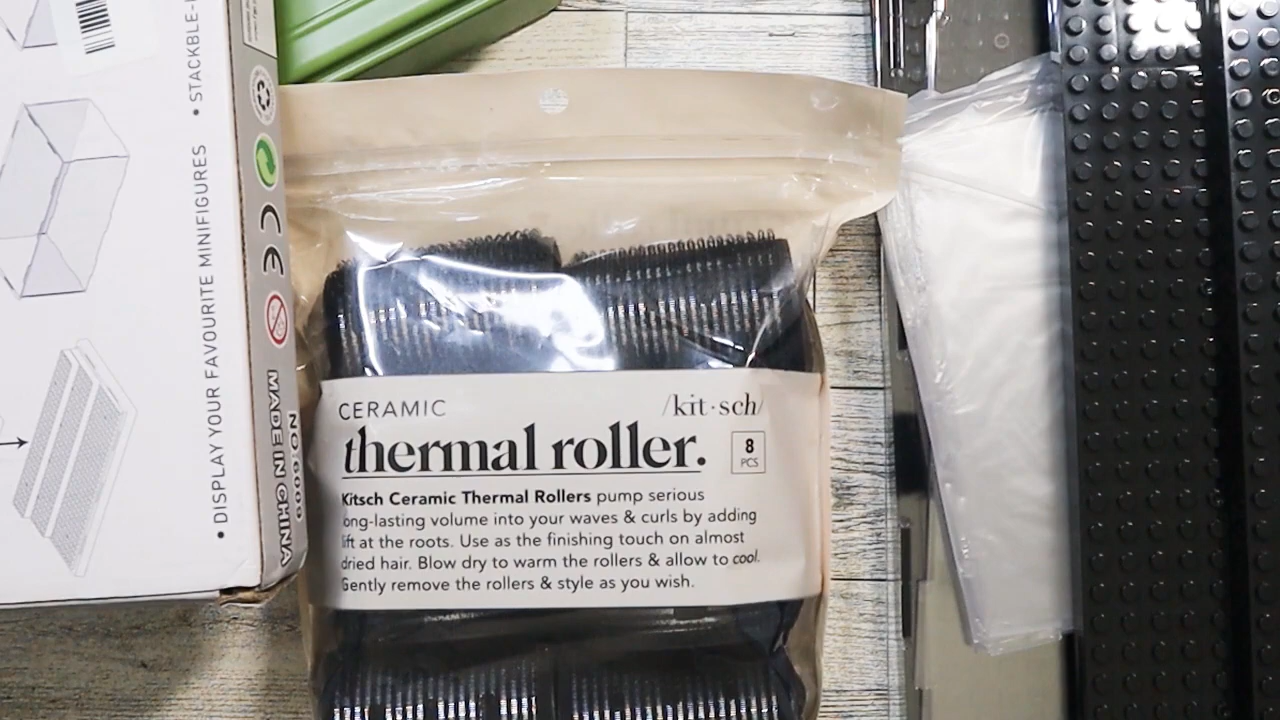 • STACKBLE-
• DISPLAY YOUR FAVOURITE MINIFIGURES
CE
NO 6009
MADE IN CHINA
CERAMIC
/kit·sch/
thermal roller.
8
PCS
Kitsch Ceramic Thermal Rollers pump serious
long-lasting volume into your waves & curls by adding
lift at the roots. Use as the finishing touch on almost
dried hair. Blow dry to warm the rollers & allow to cool.
Gently remove the rollers & style as you wish.